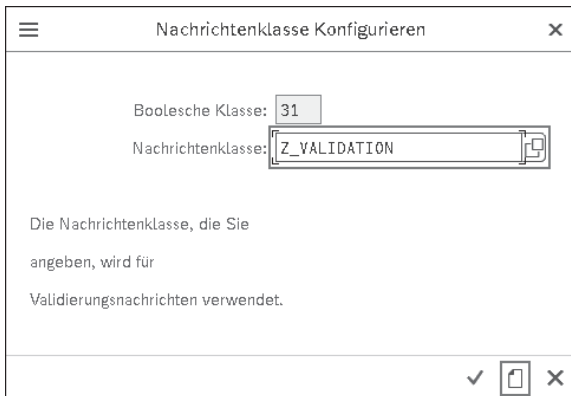 Nachrichtenklasse Konfigurieren
Boolesche Klasse: 31
Nachrichtenklasse: Z_VALIDATION
Die Nachrichtenklasse, die Sie
angeben, wird für
Validierungsnachrichten verwendet.